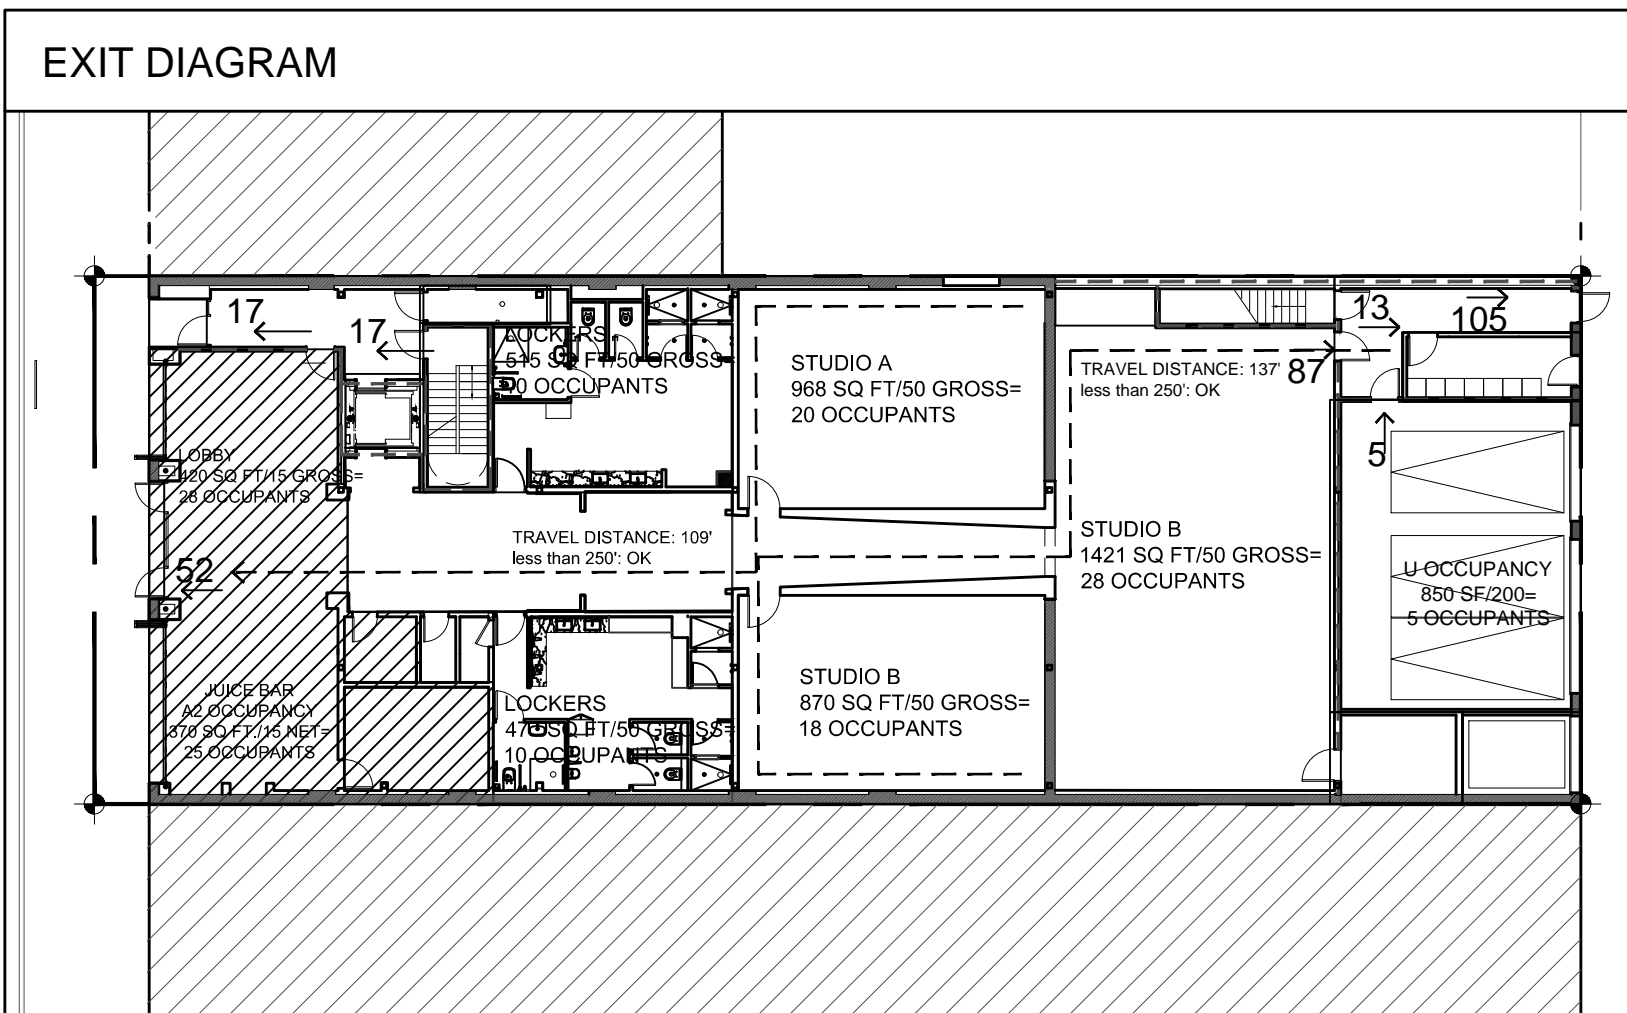 EXIT DIAGRAM
17
17
LOCKERS
515 SQ FT/50 GROSS=
10 OCCUPANTS
STUDIO A
968 SQ FT/50 GROSS=
20 OCCUPANTS
TRAVEL DISTANCE: 137'
less than 250': OK
87
13
105
5
LOBBY
420 SQ FT/15 GROSS=
28 OCCUPANTS
TRAVEL DISTANCE: 109'
less than 250': OK
52
STUDIO B
1421 SQ FT/50 GROSS=
28 OCCUPANTS
U OCCUPANCY
850 SF/200=
5 OCCUPANTS
JUICE BAR
A2 OCCUPANCY
370 SQ FT./15 NET=
25 OCCUPANTS
LOCKERS
SQ FT/50 GROSS=
10 OCCUPANTS
STUDIO B
870 SQ FT/50 GROSS=
18 OCCUPANTS